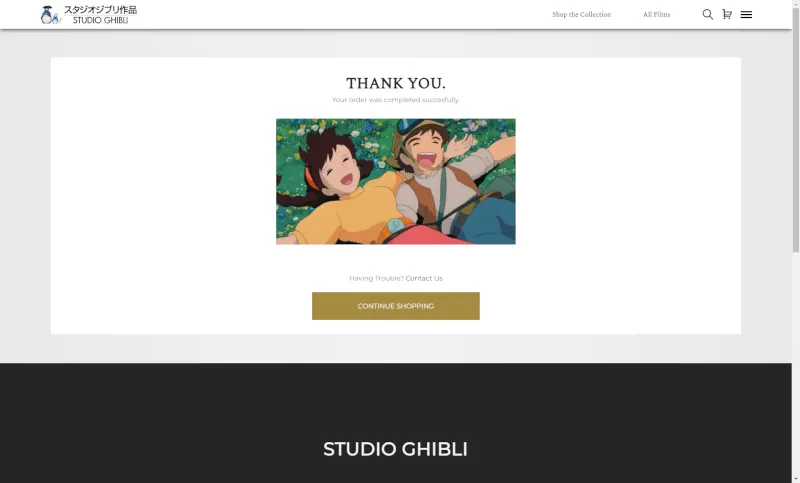 スタジオジブリ作品
STUDIO GHIBLI
Shop the Collection
All Films
THANK YOU.
Your order was completed succesfully
Having Trouble? Contact Us
CONTINUE SHOPPING
STUDIO GHIBLI